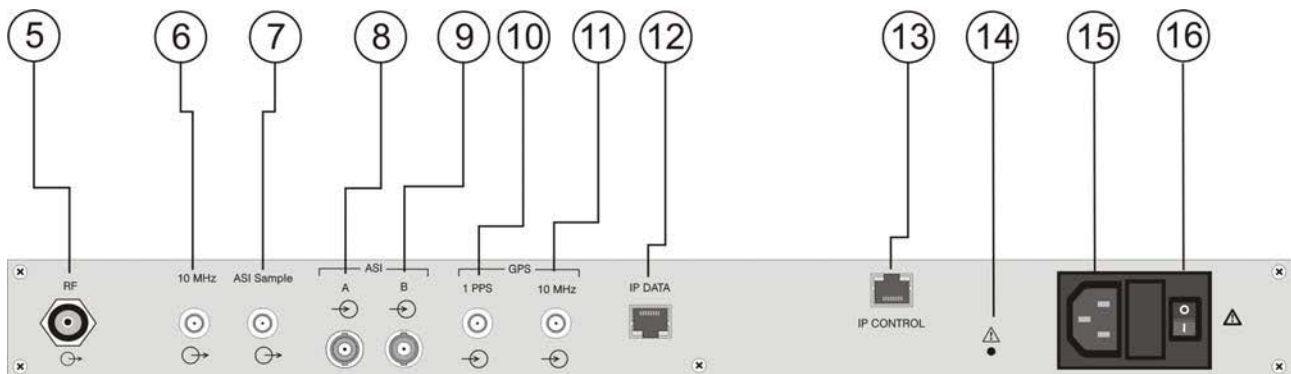 5 6 7 8 9 10 11 12 13 14 15 16
ASI GPS
RF 10 MHz ASI Sample A B 1 PPS 10 MHz IP DATA
IP CONTROL
O
I